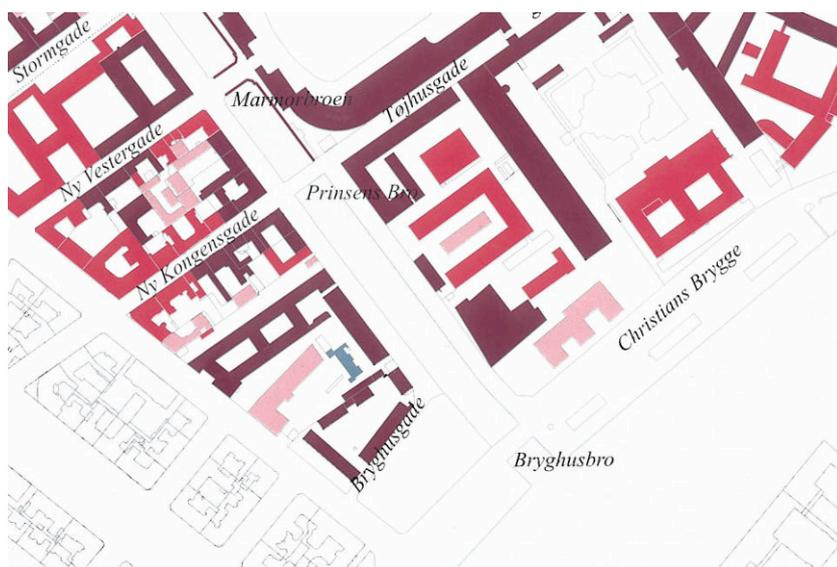 Stormgade
Marmorbroen
Tøjhusgade
Ny Vestergade
Prinsens Bro
Ny Kongensgade
Christians Brygge
Bryghusgade
Bryghusbro